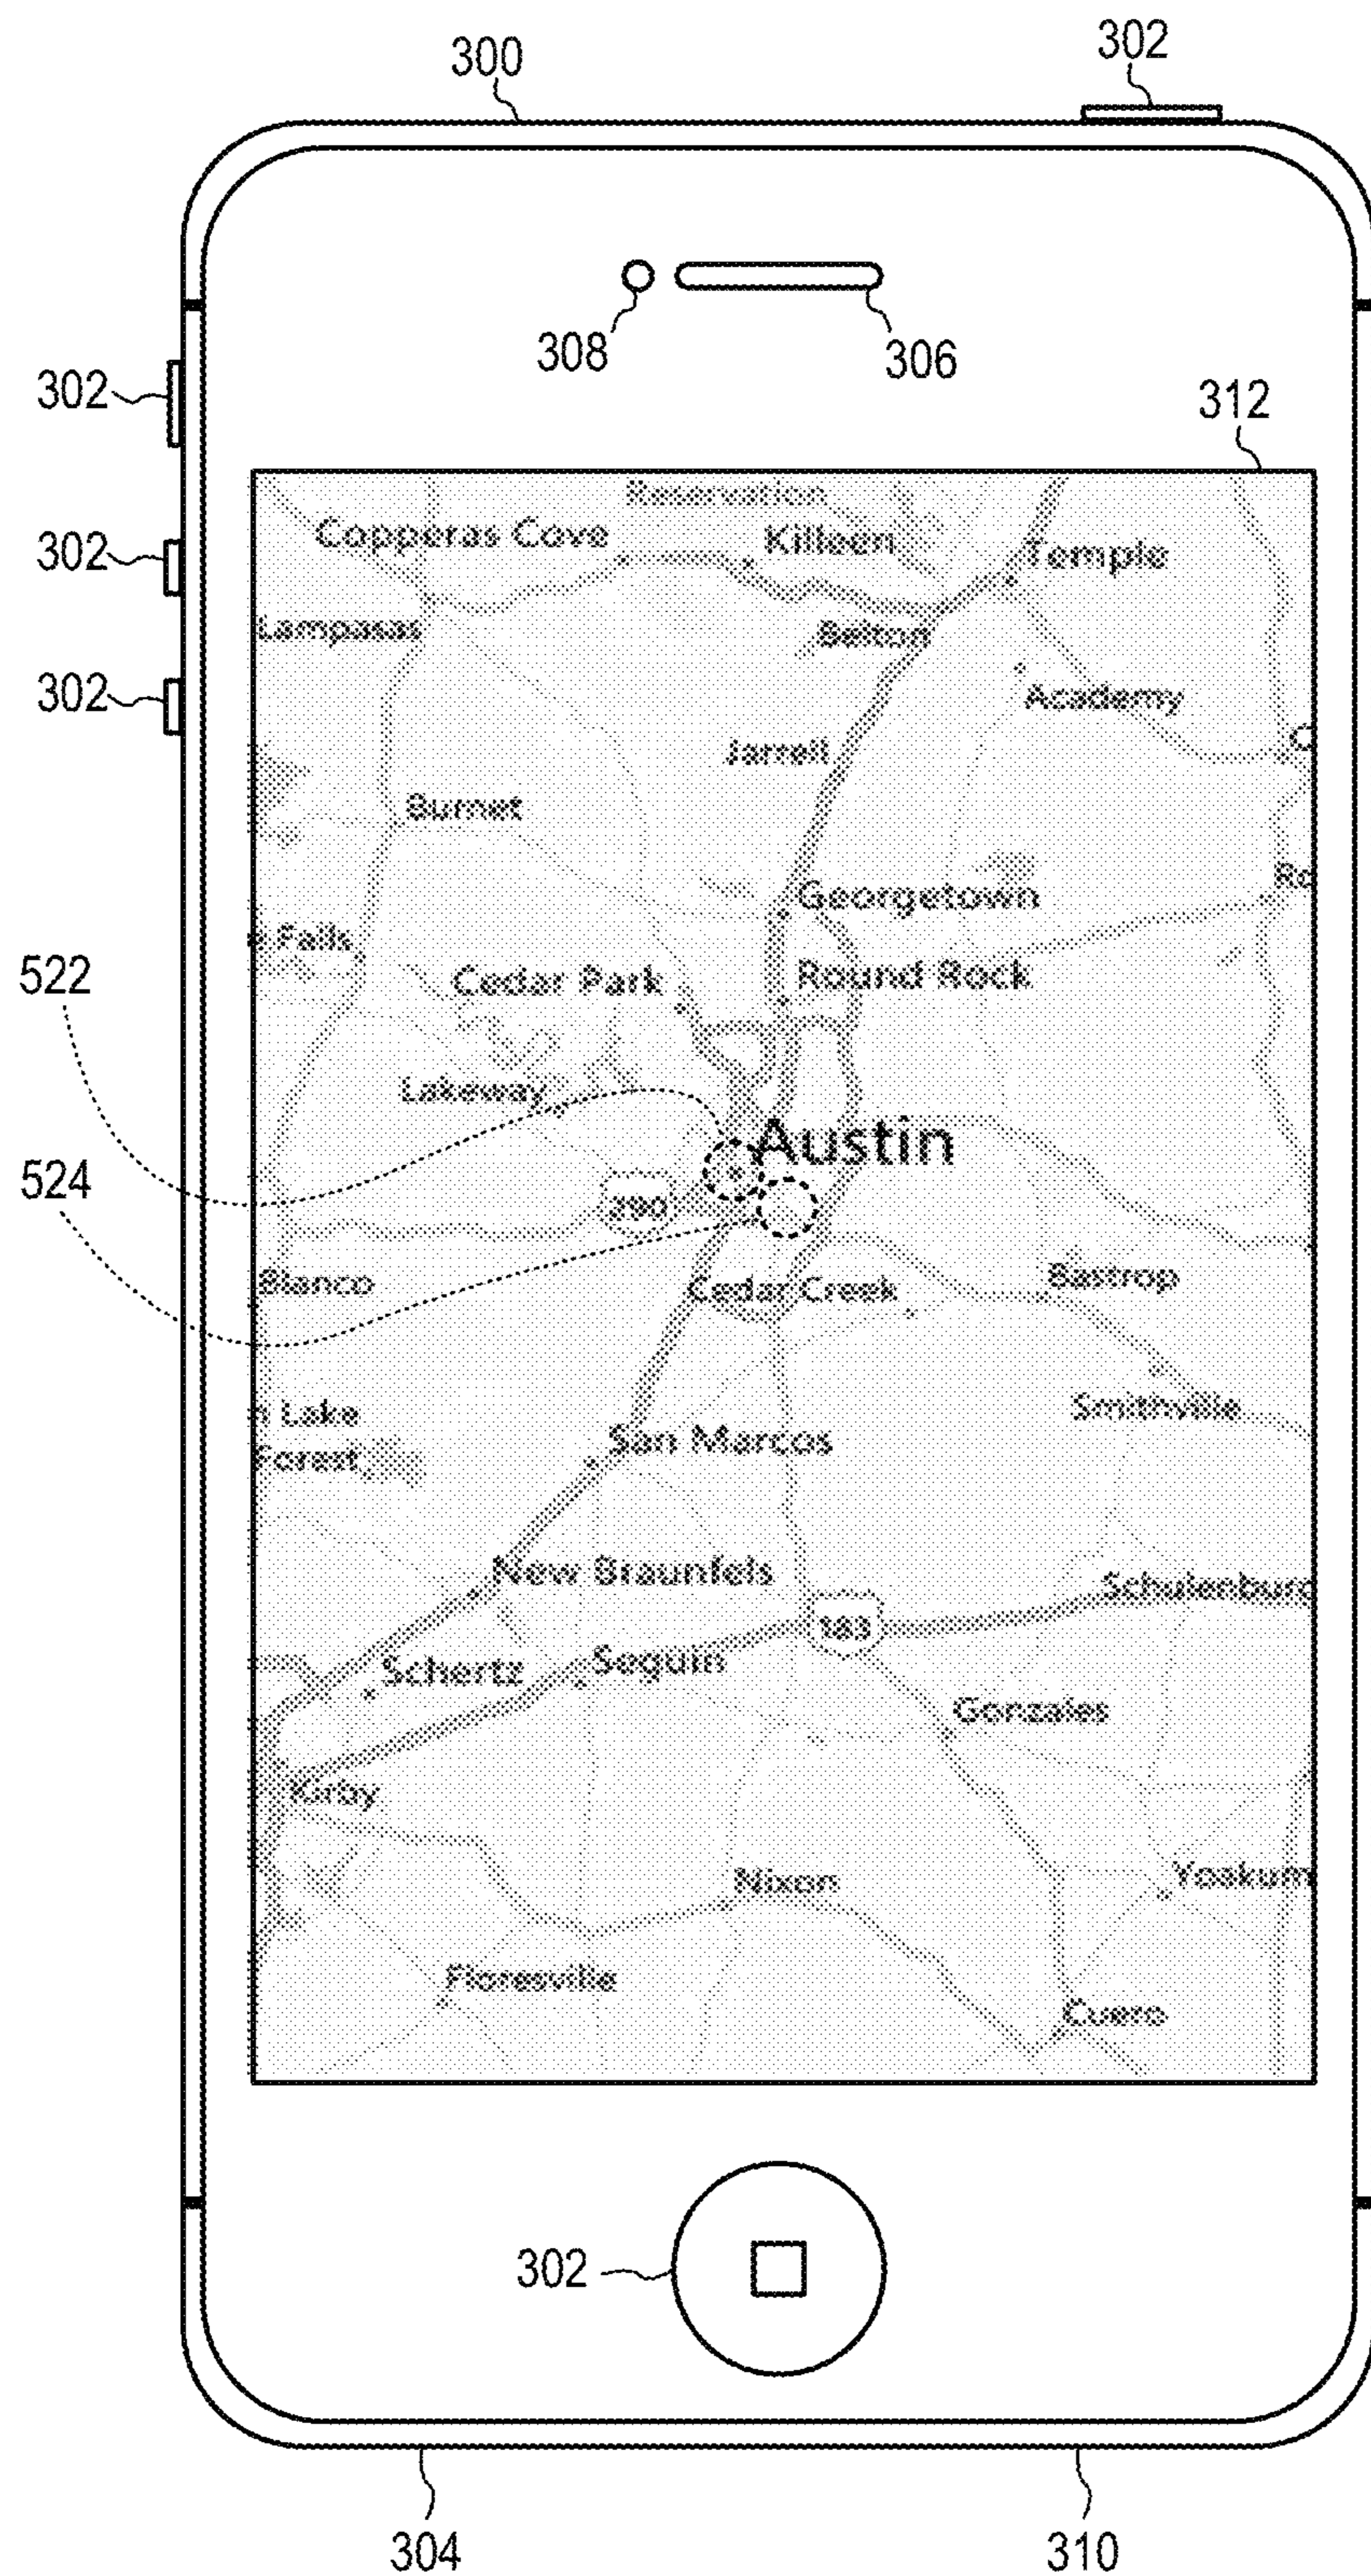 300
302
308
306
302
312
302
302
Reservation
Copperas Cove
Killeen
Temple
Lampasas
Belton
Academy
Jarrell
C
Burnet
Georgetown
Ro
e Falls
Cedar Park
Round Rock
522
Lakeway
Austin
524
290
Blanco
Cedar Creek
Bastrop
n Lake
Forest
Smithville
San Marcos
New Braunfels
Schulenburg
183
Schertz
Seguin
Gonzales
Kirby
Nixon
Yoakum
Floresville
Cuero
302
304
310